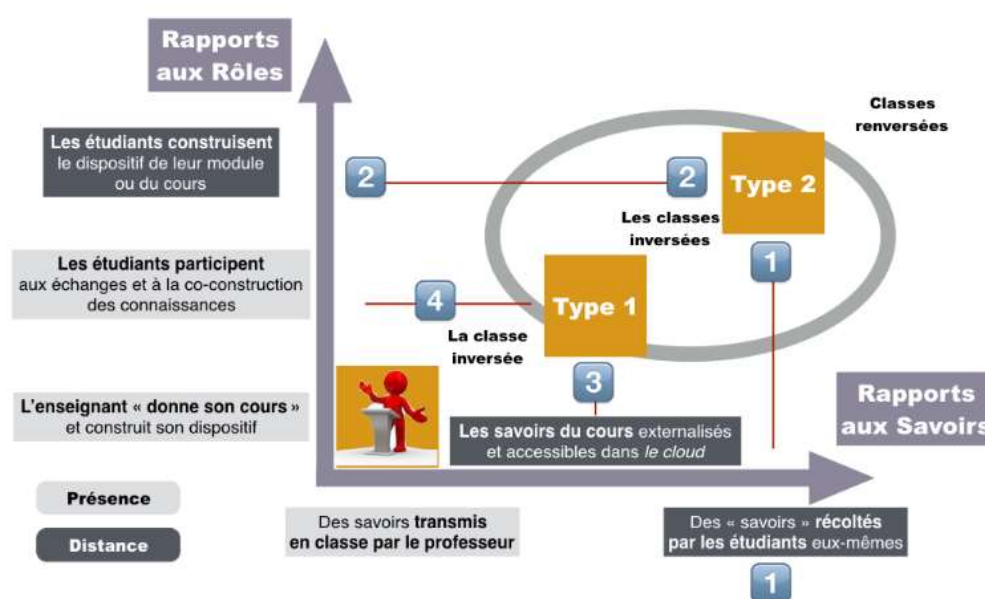 Rapports
aux Rôles
Classes
renversées
Les étudiants construisent
le dispositif de leur module
ou du cours
2
2
Type 2
Les classes
inversées
1
Les étudiants participent
aux échanges et à la co-construction
des connaissances
4
Type 1
La classe
inversée
3
Rapports
aux Savoirs
L'enseignant « donne son cours »
et construit son dispositif
Les savoirs du cours externalisés
et accessibles dans le cloud
Présence
Distance
Des savoirs transmis
en classe par le professeur
Des « savoirs » récoltés
par les étudiants eux-mêmes
1